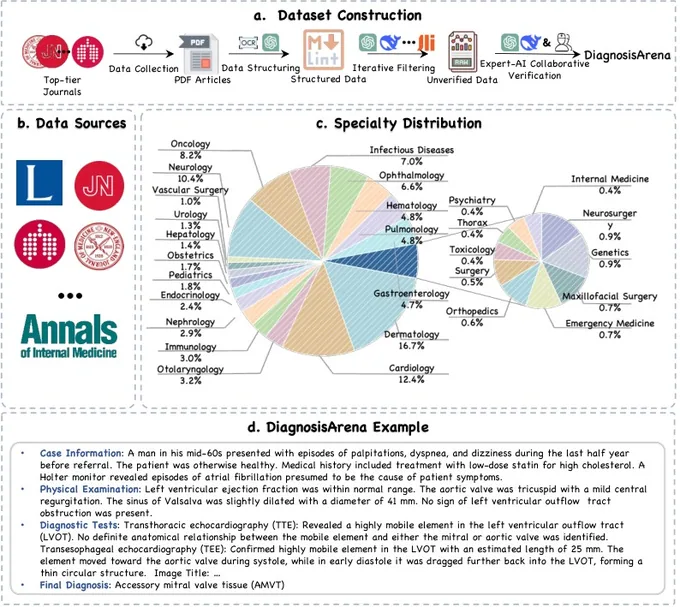 a. Dataset Construction
JN
PDF
OCR
M
Lint
RAW
&
Top-tier
Journals
Data Collection
PDF Articles
Data Structuring
Structured Data
Iterative Filtering
Unverified Data
Expert-AI Collaborative
Verification
DiagnosisArena
b. Data Sources
L
JN
Annals
of Internal Medicine
c. Specialty Distribution
Oncology
8.2%
Neurology
10.4%
Vascular Surgery
1.0%
Urology
1.3%
Hepatology
1.4%
Obstetrics
1.7%
Pediatrics
1.8%
Endocrinology
2.4%
Nephrology
2.9%
Immunology
3.0%
Otolaryngology
3.2%
Infectious Diseases
7.0%
Ophthalmology
6.6%
Hematology
4.8%
Pulmonology
4.8%
Gastroenterology
4.7%
Dermatology
16.7%
Cardiology
12.4%
Psychiatry
0.4%
Thorax
0.4%
Toxicology
0.4%
Surgery
0.5%
Orthopedics
0.6%
Internal Medicine
0.4%
Neurosurger
y
0.9%
Genetics
0.9%
Maxillofacial Surgery
0.7%
Emergency Medicine
0.7%
d. DiagnosisArena Example
• Case Information: A man in his mid-60s presented with episodes of palpitations, dyspnea, and dizziness during the last half year
before referral. The patient was otherwise healthy. Medical history included treatment with low-dose statin for high cholesterol. A
Holter monitor revealed episodes of atrial fibrillation presumed to be the cause of patient symptoms.
• Physical Examination: Left ventricular ejection fraction was within normal range. The aortic valve was tricuspid with a mild central
regurgitation. The sinus of Valsalva was slightly dilated with a diameter of 41 mm. No sign of left ventricular outflow tract
obstruction was present.
• Diagnostic Tests: Transthoracic echocardiography (TTE): Revealed a highly mobile element in the left ventricular outflow tract
(LVOT). No definite anatomical relationship between the mobile element and either the mitral or aortic valve was identified.
Transesophageal echocardiography (TEE): Confirmed highly mobile element in the LVOT with an estimated length of 25 mm. The
element moved toward the aortic valve during systole, while in early diastole it was dragged further back into the LVOT, forming a
thin circular structure. Image Title: ...
• Final Diagnosis: Accessory mitral valve tissue (AMVT)